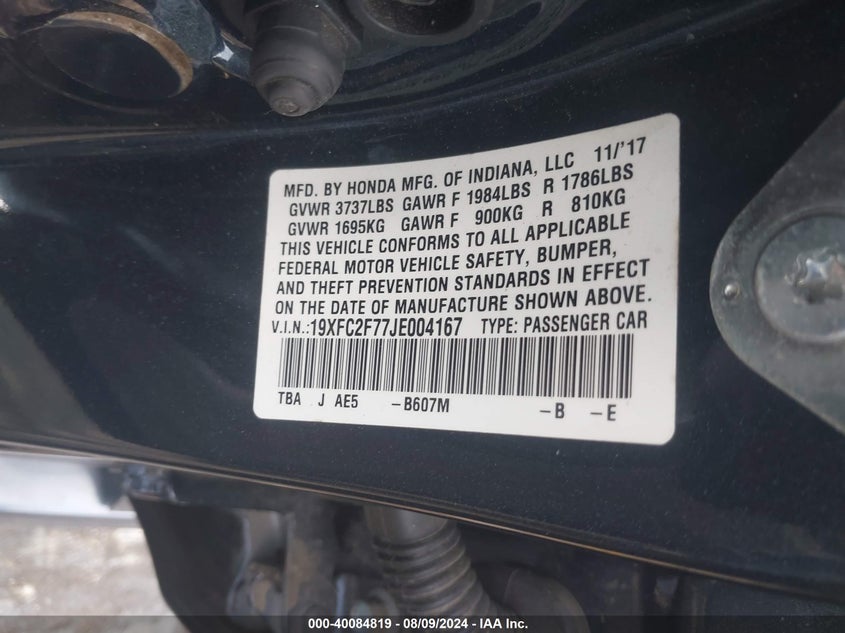 MFD. BY HONDA MFG. OF INDIANA, LLC 11/'17
GVWR 3737LBS GAWR F 1984LBS R 1786LBS
GVWR 1695KG GAWR F 900KG R 810KG
THIS VEHICLE CONFORMS TO ALL APPLICABLE
FEDERAL MOTOR VEHICLE SAFETY, BUMPER,
AND THEFT PREVENTION STANDARDS IN EFFECT
ON THE DATE OF MANUFACTURE SHOWN ABOVE.
V.I.N.:19XFC2F77JE004167 TYPE: PASSENGER CAR
TBA J AE5 -B607M -B -E
000-40084819 - 08/09/2024 - IAA Inc.